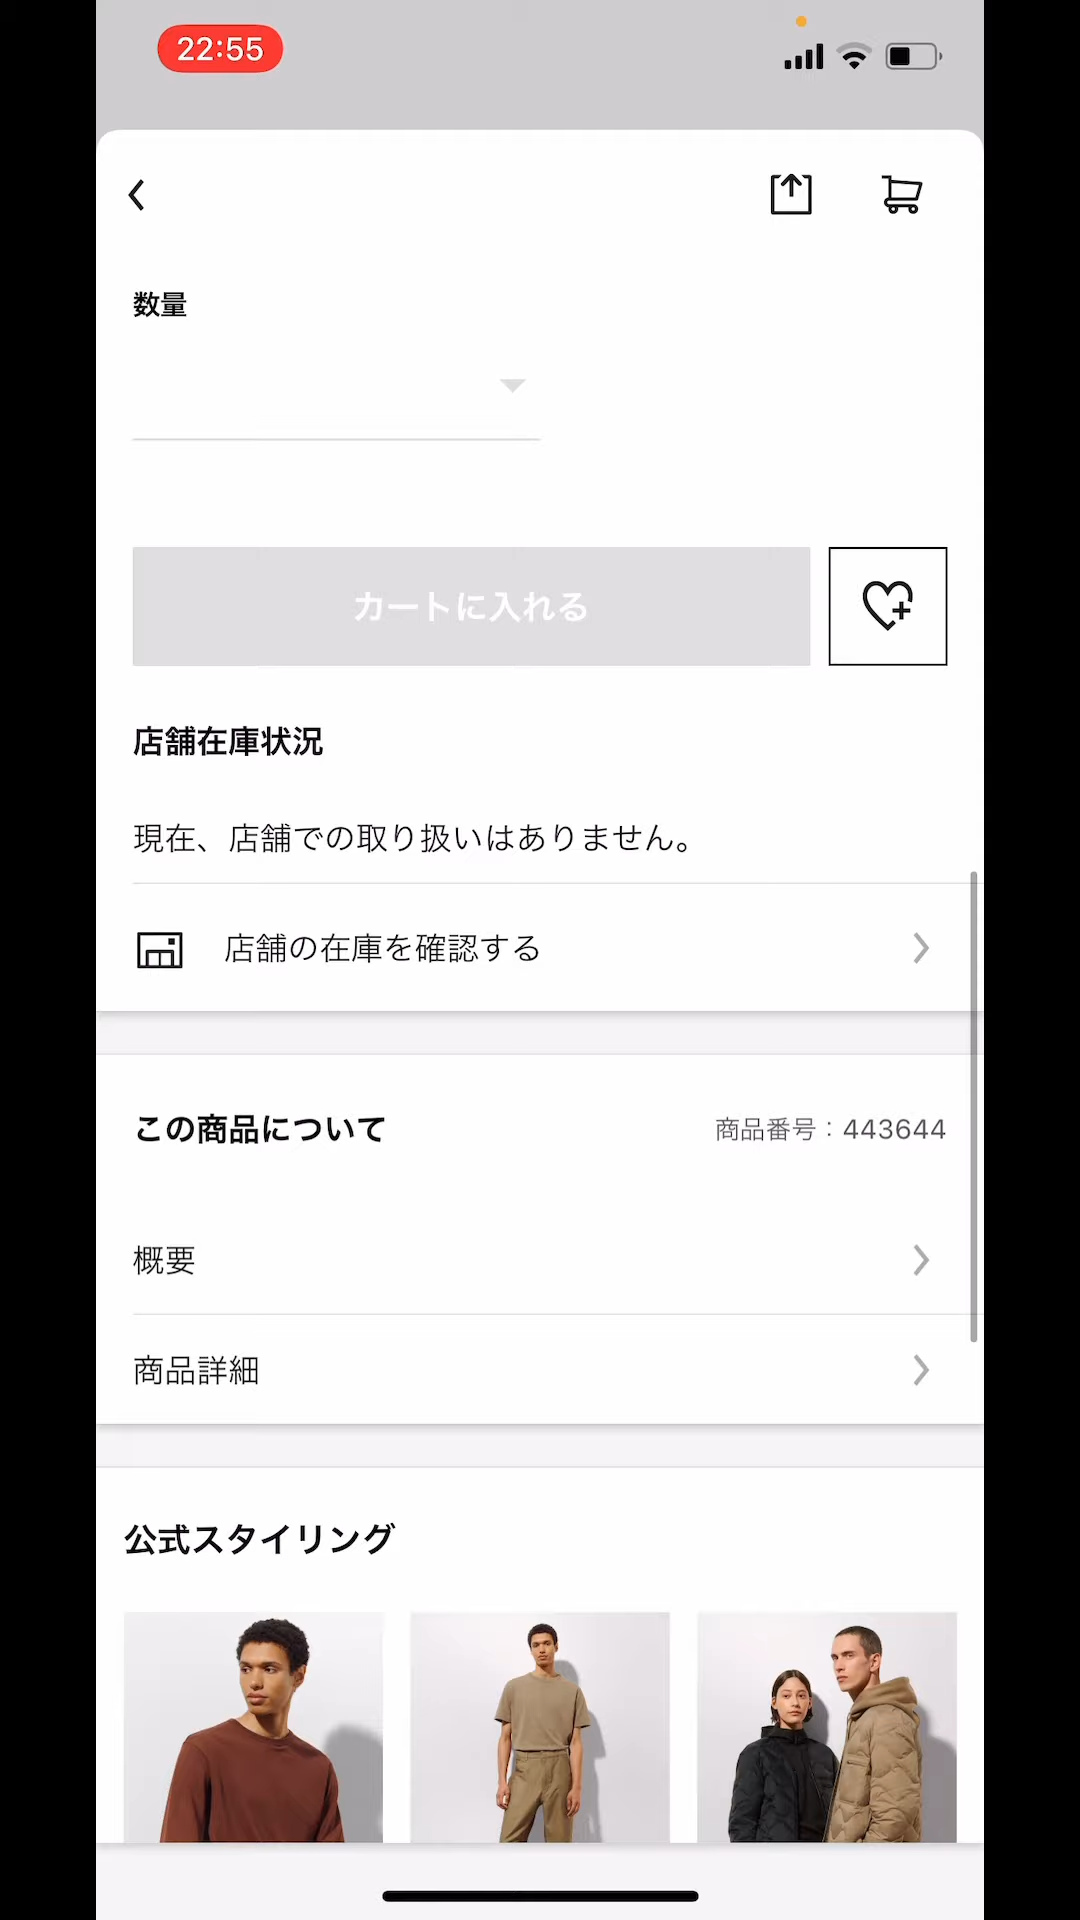 22:55
数量
カートに入れる
店舗在庫状況
現在、店舗での取り扱いはありません。
店舗の在庫を確認する
この商品について
商品番号：443644
概要
商品詳細
公式スタイリング